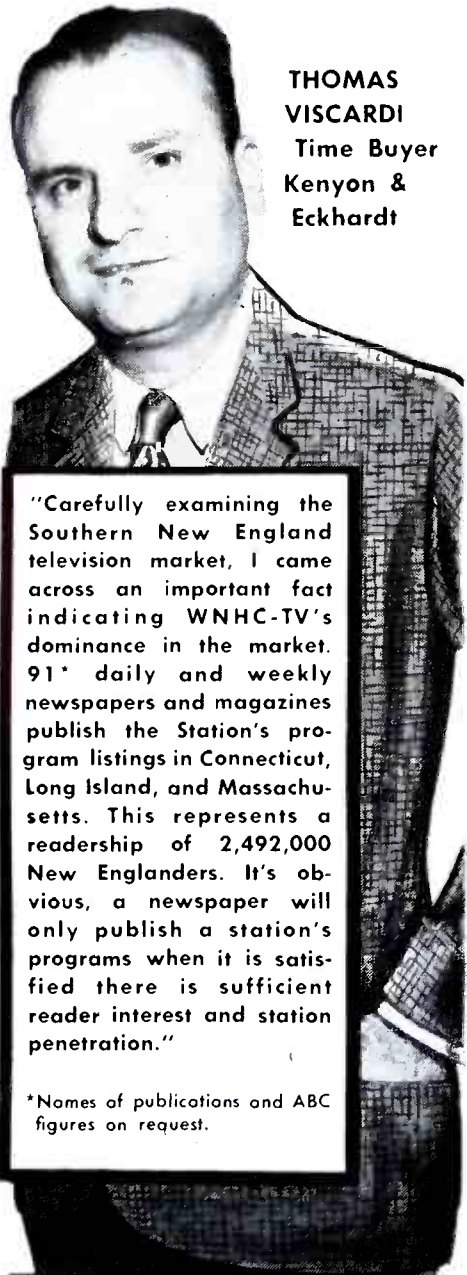 THOMAS
VISCARDI
Time Buyer
Kenyon &
Eckhardt
"Carefully examining the
Southern New England
television market, I came
across an important fact
indicating WNHC-TV's
dominance in the market.
91* daily and weekly
newspapers and magazines
publish the Station's pro-
gram listings in Connecticut,
Long Island, and Massachu-
setts. This represents a
readership of 2,492,000
New Englanders. It's ob-
vious, a newspaper will
only publish a station's
programs when it is satis-
fied there is sufficient
reader interest and station
penetration."
*Names of publications and ABC
figures on request.